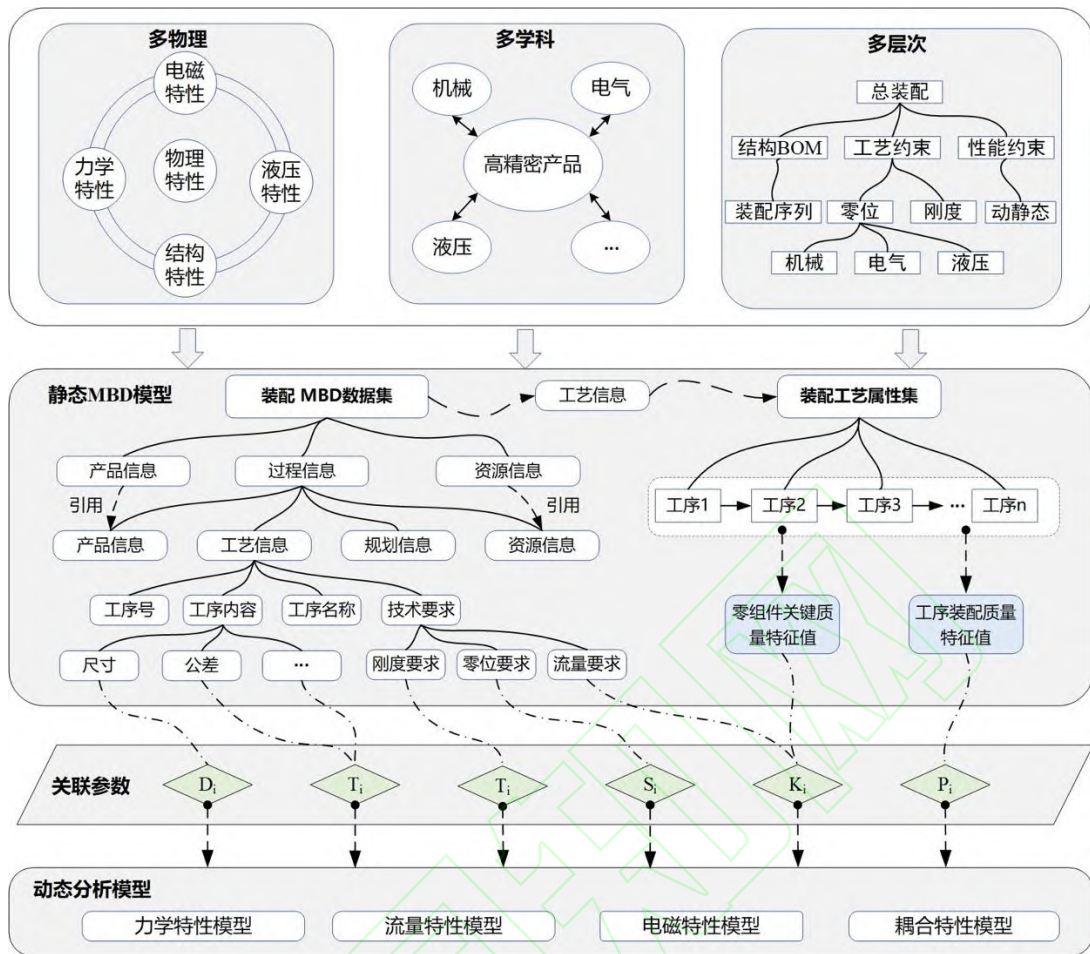 多物理
电磁
特性
力学
特性
物理
特性
液压
特性
结构
特性
多学科
机械
电气
高精密产品
液压
...
多层次
总装配
结构BOM
工艺约束
性能约束
装配序列
零位
刚度
动静态
机械
电气
液压
静态MBD模型
装配 MBD数据集
工艺信息
装配工艺属性集
产品信息
过程信息
资源信息
引用
引用
产品信息
工艺信息
规划信息
资源信息
工序1
工序2
工序3
...
工序n
工序号
工序内容
工序名称
技术要求
尺寸
公差
...
刚度要求
零位要求
流量要求
零组件关键质
量特征值
工序装配质量
特征值
关联参数
Di
Ti
Ti
Si
Ki
Pi
动态分析模型
力学特性模型
流量特性模型
电磁特性模型
耦合特性模型